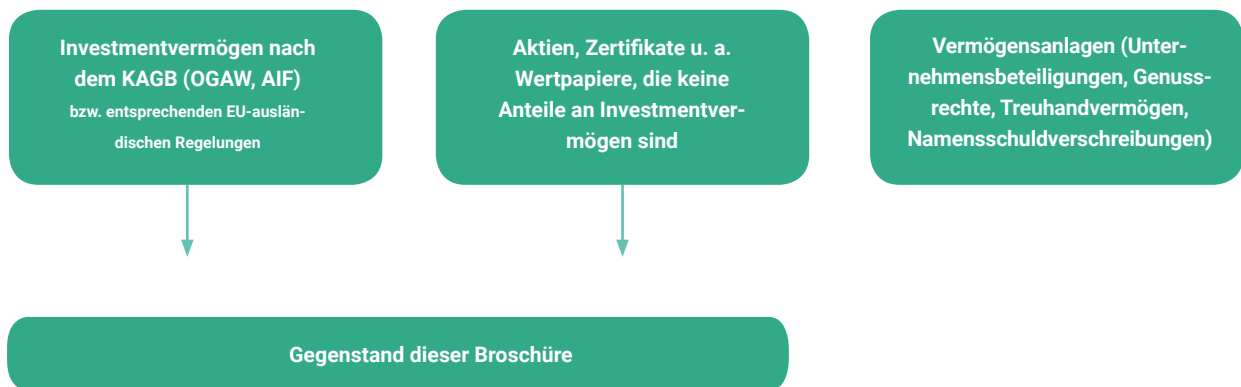 Investmentvermögen nach
dem KAGB (OGAW, AIF)
bzw. entsprechenden EU-auslän-
dischen Regelungen
Aktien, Zertifikate u. a.
Wertpapiere, die keine
Anteile an Investmentver-
mögen sind
Vermögensanlagen (Unter-
nehmensbeteiligungen, Genuss-
rechte, Treuhandvermögen,
Namensschuldverschreibungen)
Gegenstand dieser Broschüre